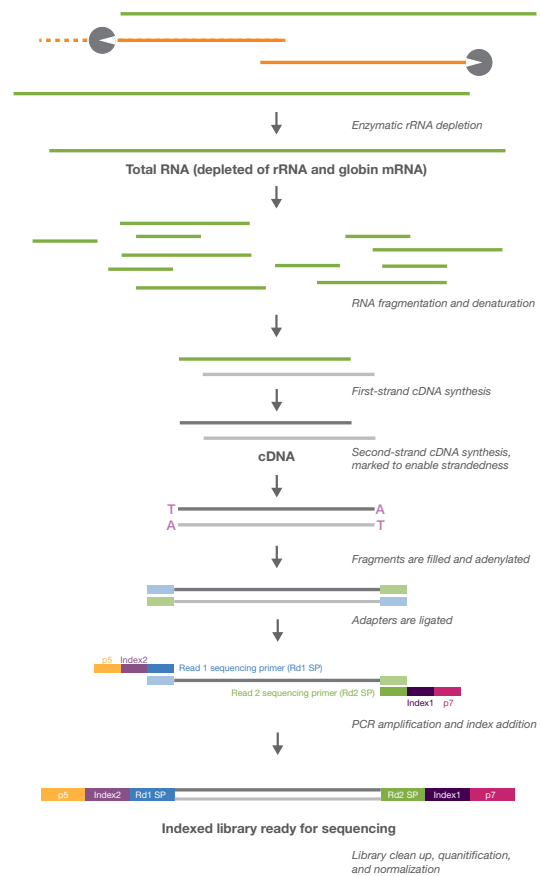 Enzymatic rRNA depletion
Total RNA (depleted of rRNA and globin mRNA)
RNA fragmentation and denaturation
First-strand cDNA synthesis
cDNA
Second-strand cDNA synthesis,
marked to enable strandedness
T A
A T
Fragments are filled and adenylated
Adapters are ligated
p5 Index2
Read 1 sequencing primer (Rd1 SP)
Read 2 sequencing primer (Rd2 SP)
Index1 p7
PCR amplification and index addition
p5 Index2 Rd1 SP Rd2 SP Index1 p7
Indexed library ready for sequencing
Library clean up, quanitification,
and normalization